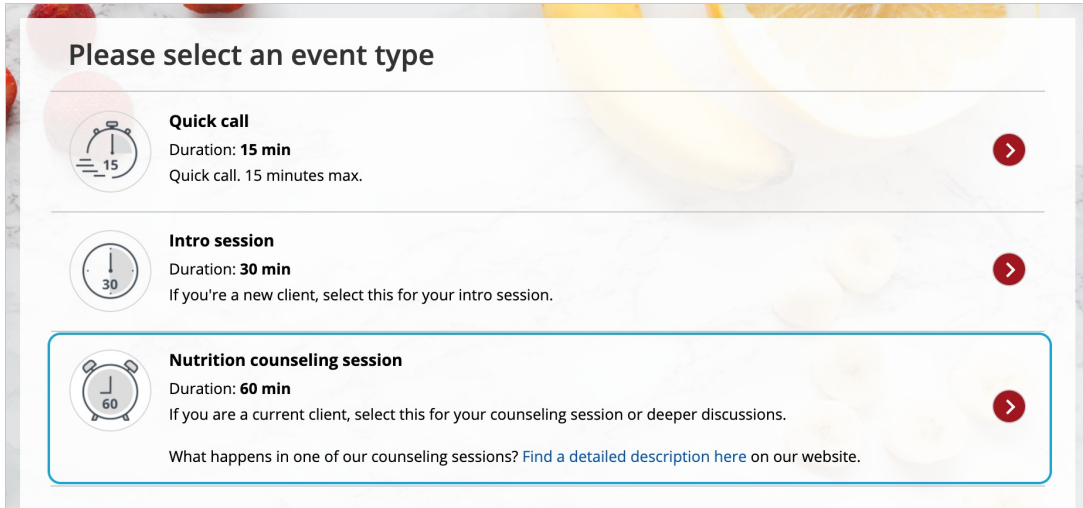 Please select an event type
Quick call
Duration: 15 min
15
Quick call. 15 minutes max.
Intro session
Duration: 30 min
30
If you're a new client, select this for your intro session.
Nutrition counseling session
Duration: 60 min
60
If you are a current client, select this for your counseling session or deeper discussions.
What happens in one of our counseling sessions? Find a detailed description here on our website.